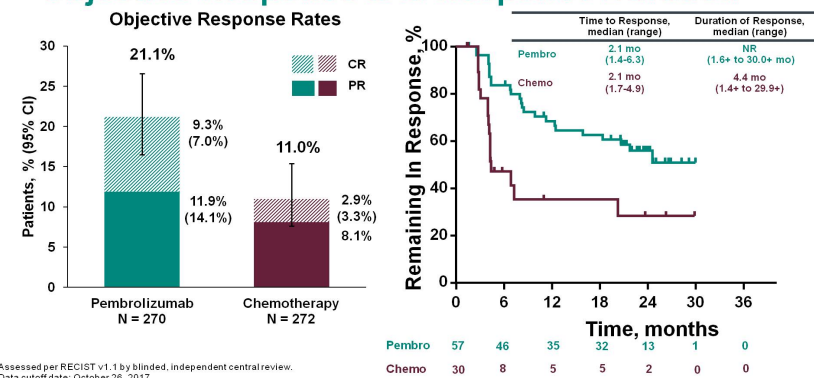 Objective Response Rates
Patients, % (95% CI)
30
25
20
15
10
5
0
21.1%
11.0%
CR
PR
9.3%
(7.0%)
11.9%
(14.1%)
2.9%
(3.3%)
8.1%
Pembrolizumab
N = 270
Chemotherapy
N = 272
Time to Response,
median (range)
Duration of Response,
median (range)
Pembro
2.1 mo
(1.4-6.3)
NR
(1.6+ to 30.0+ mo)
Chemo
2.1 mo
(1.7-4.9)
4.4 mo
(1.4+ to 29.9+)
Remaining In Response, %
100
80
60
40
20
0
0 6 12 18 24 30 36
Time, months
Pembro 57 46 35 32 13 1 0
Chemo 30 8 5 5 2 0 0
Assessed per RECIST v1.1 by blinded, independent central review.
Data cutoff date: October 26, 2017